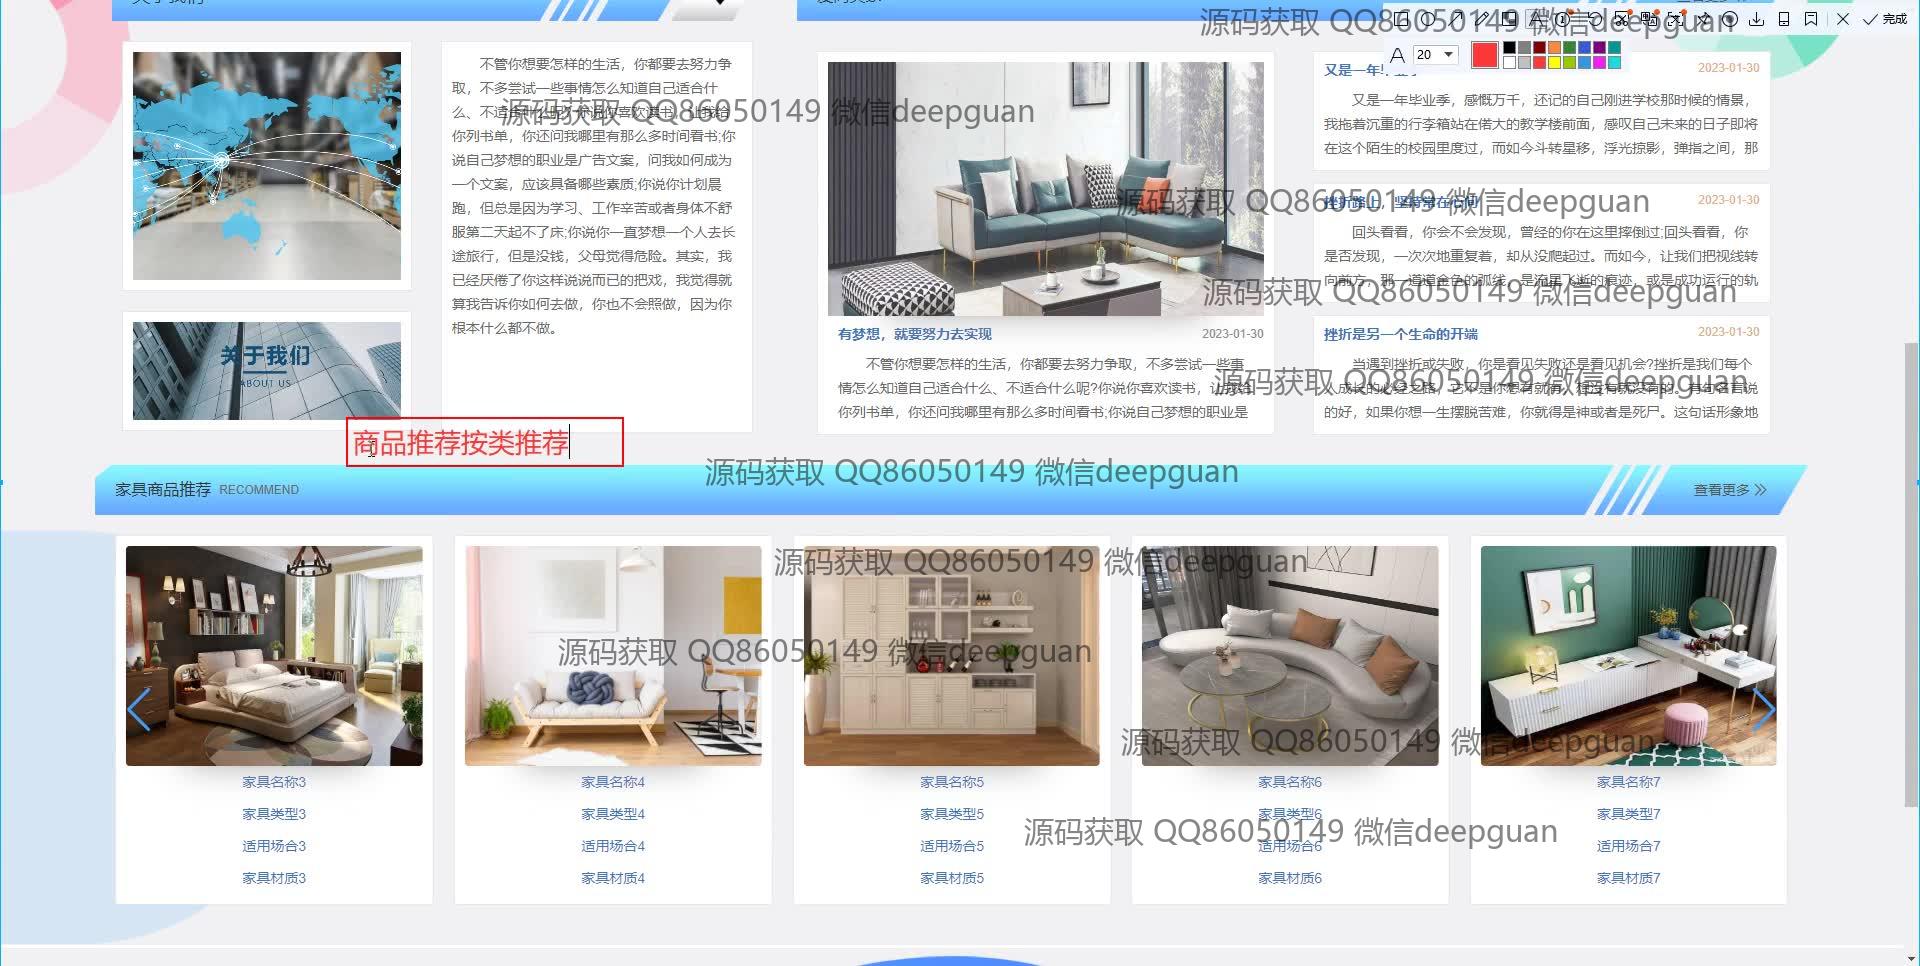 源码获取 QQ86050149 微信deepguan
完成
A 20
不管你想要怎样的生活，你都要去努力争
取，不多尝试一些事情怎么知道自己适合什
么、不适合什么呢?你说你喜欢读书，让我给
你列书单，你还问我哪里有那么多时间看书;你
说自己梦想的职业是广告文案，问我如何成为
一个文案，应该具备哪些素质;你说你计划晨
跑，但总是因为学习、工作辛苦或者身体不舒
服第二天起不了床;你说你一直梦想一个人去长
途旅行，但是没钱，父母觉得危险。其实，我
已经厌倦了你这样说说而已的把戏，我觉得就
算我告诉你如何去做，你也不会照做，因为你
根本什么都不做。
源码获取 QQ86050149 微信deepguan
关于我们
ABOUT US
有梦想，就要努力去实现 2023-01-30
不管你想要怎样的生活，你都要去努力争取，不多尝试一些事
情怎么知道自己适合什么、不适合什么呢?你说你喜欢读书，让我给
你列书单，你还问我哪里有那么多时间看书;你说自己梦想的职业是
又是一年毕业季 2023-01-30
又是一年毕业季，感慨万千，还记的自己刚进学校那时候的情景，
我拖着沉重的行李箱站在偌大的教学楼前面，感叹自己未来的日子即将
在这个陌生的校园里度过，而如今斗转星移，浮光掠影，弹指之间，那
源码获取 QQ86050149 微信deepguan
挫折路上，坚持常在心间 2023-01-30
回头看看，你会不会发现，曾经的你在这里摔倒过;回头看看，你
是否发现，一次次地重复着，却从没爬起过。而如今，让我们把视线转
向前方，那一道道金色的弧线，是流星飞逝的痕迹，或是成功运行的轨
源码获取 QQ86050149 微信deepguan
挫折是另一个生命的开端 2023-01-30
当遇到挫折或失败，你是看见失败还是看见机会?挫折是我们每个
人成长的必经之路，它不是你想有就有，想没有就没有的。有句名言说
的好，如果你想一生摆脱苦难，你就得是神或者是死尸。这句话形象地
源码获取 QQ86050149 微信deepguan
商品推荐按类推荐
源码获取 QQ86050149 微信deepguan
家具商品推荐 RECOMMEND 查看更多
源码获取 QQ86050149 微信deepguan
源码获取 QQ86050149 微信deepguan
源码获取 QQ86050149 微信deepguan
家具名称3 家具名称4 家具名称5 家具名称6 家具名称7
家具类型3 家具类型4 家具类型5 家具类型6 家具类型7
源码获取 QQ86050149 微信deepguan
适用场合3 适用场合4 适用场合5 适用场合6 适用场合7
家具材质3 家具材质4 家具材质5 家具材质6 家具材质7